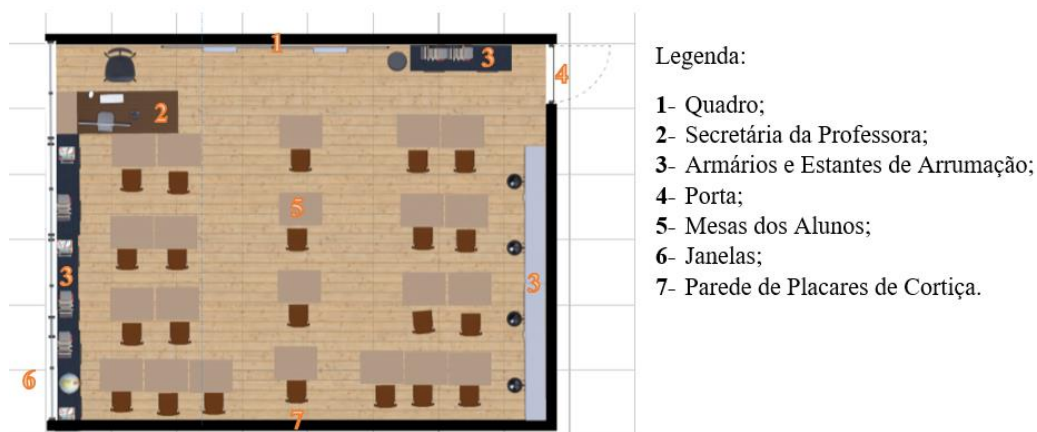 1
3
4
2
5
3
3
6
7
Legenda:
1- Quadro;
2- Secretária da Professora;
3- Armários e Estantes de Arrumação;
4- Porta;
5- Mesas dos Alunos;
6- Janelas;
7- Parede de Placares de Cortiça.